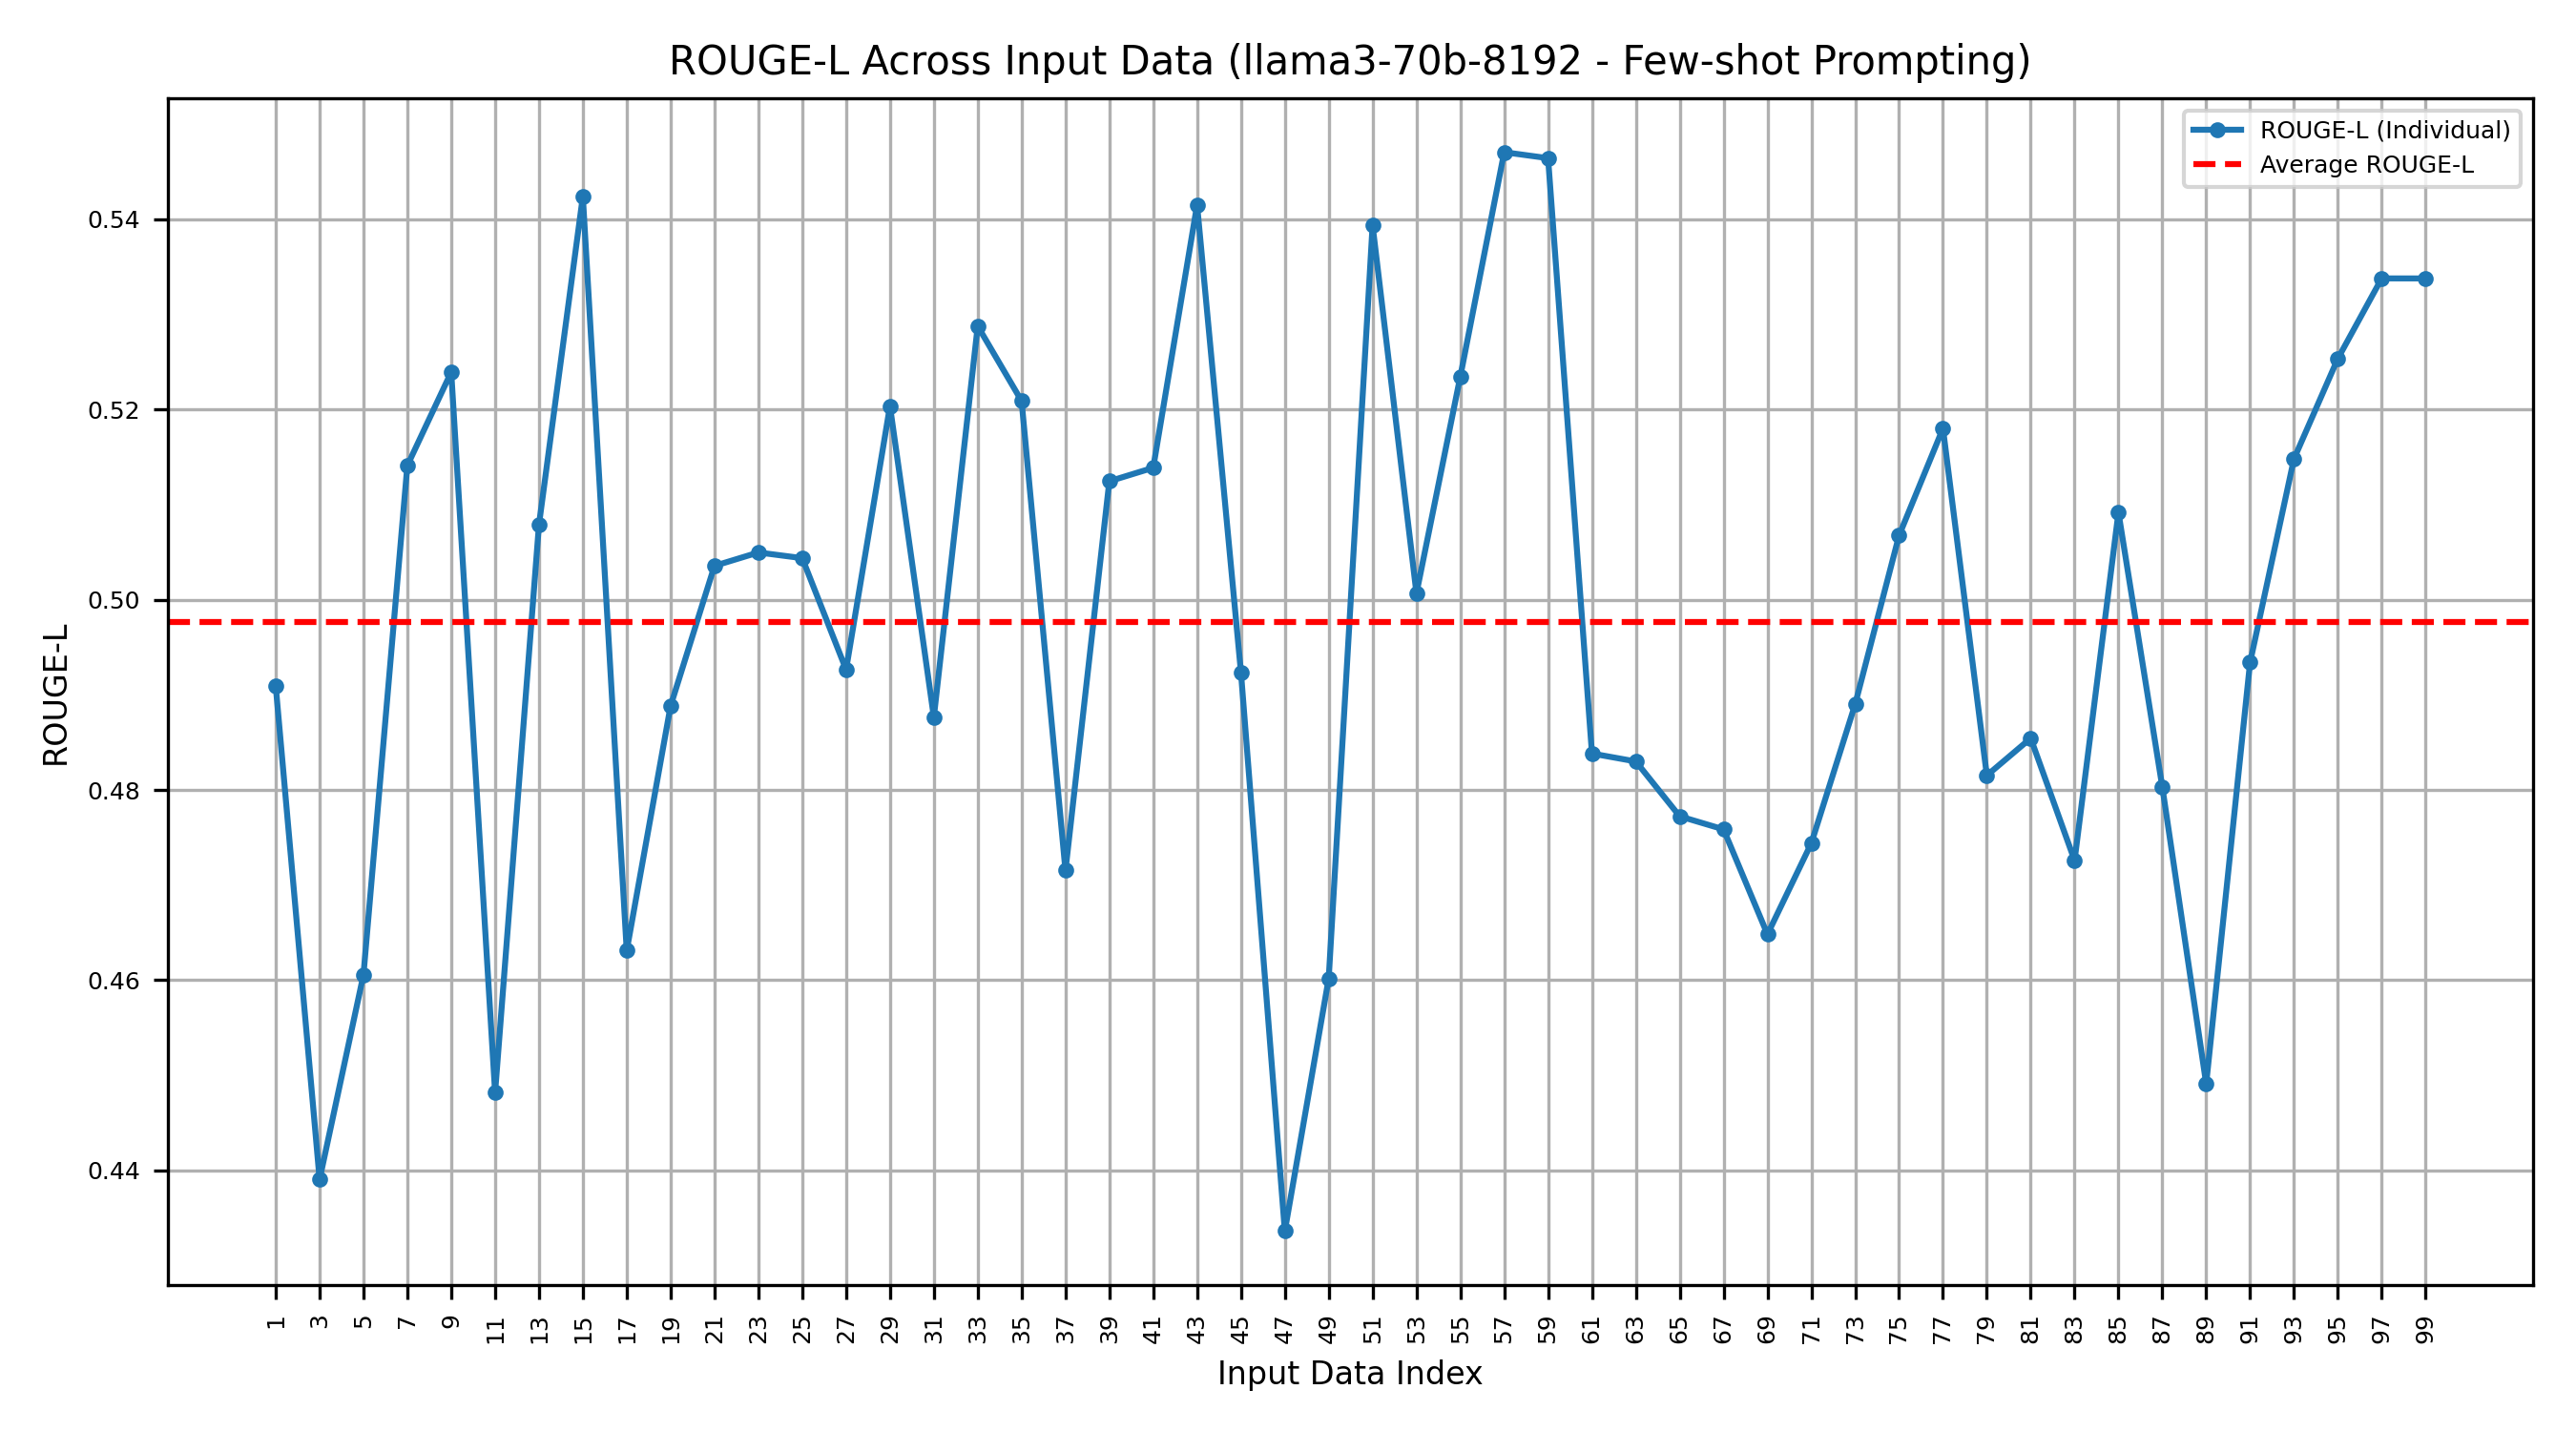 ROUGE-L Across Input Data (llama3-70b-8192 - Few-shot Prompting)
ROUGE-L (Individual)
Average ROUGE-L
ROUGE-L
0.54
0.52
0.50
0.48
0.46
0.44
1 3 5 7 9 11 13 15 17 19 21 23 25 27 29 31 33 35 37 39 41 43 45 47 49 51 53 55 57 59 61 63 65 67 69 71 73 75 77 79 81 83 85 87 89 91 93 95 97 99
Input Data Index